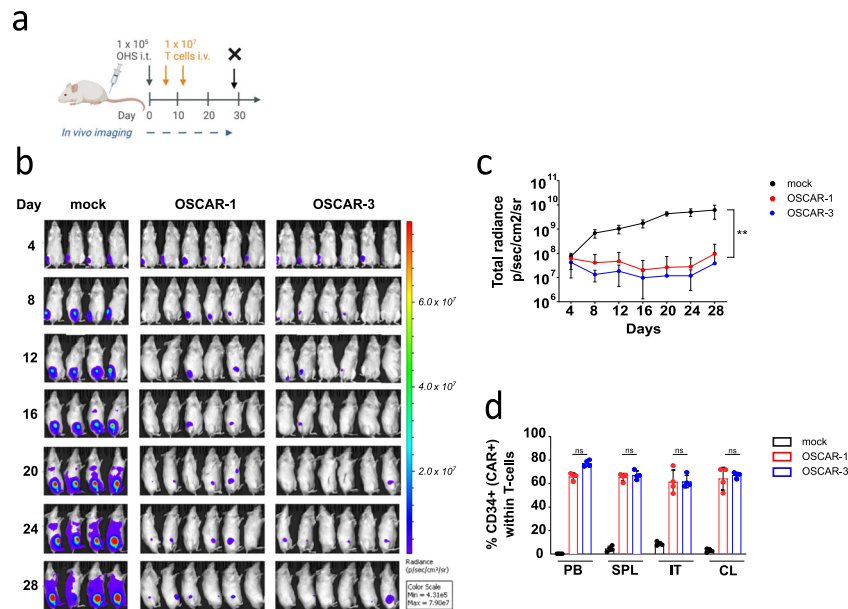 a
1 x 10⁵ 1 x 10⁷
OHS i.t. T cells i.v.
Day 0 10 20 30
In vivo imaging
b
Day mock OSCAR-1 OSCAR-3
4
8
12
16
20
24
28
6.0 x 10⁷
4.0 x 10⁷
2.0 x 10⁷
Radiance
(p/sec/cm²/sr)
Color Scale
Min = 4.31e5
Max = 7.90e7
c
Total radiance
p/sec/cm2/sr
10¹¹
10¹⁰
10⁹
10⁸
10⁷
10⁶
4 8 12 16 20 24 28
Days
mock
OSCAR-1
OSCAR-3
**
d
% CD34+ (CAR+)
within T-cells
100
80
60
40
20
0
ns ns ns ns
PB SPL IT CL
mock
OSCAR-1
OSCAR-3